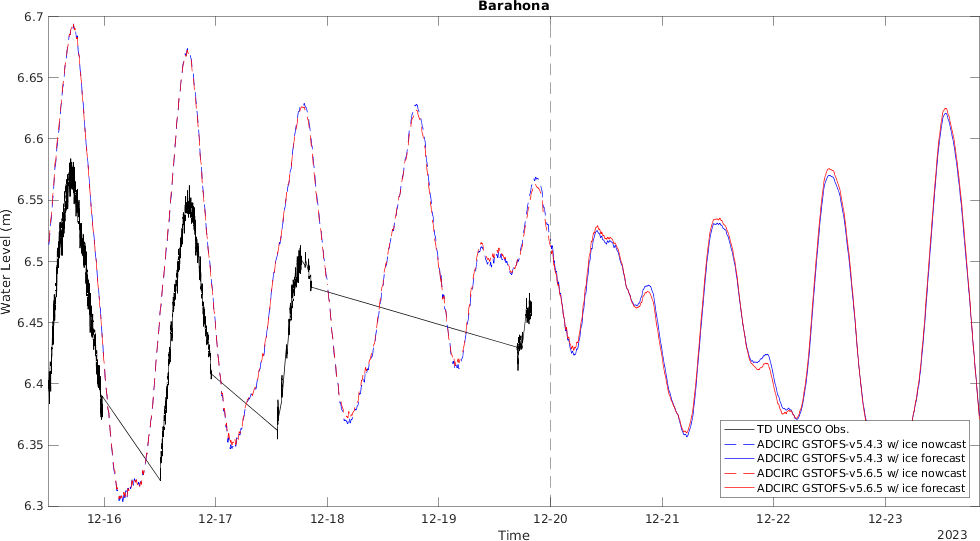 Barahona
6.7
6.65
6.6
6.55
6.5
6.45
6.4
6.35
6.3
Water Level (m)
TD UNESCO Obs.
ADCIRC GSTOFS-v5.4.3 w/ ice nowcast
ADCIRC GSTOFS-v5.4.3 w/ ice forecast
ADCIRC GSTOFS-v5.6.5 w/ ice nowcast
ADCIRC GSTOFS-v5.6.5 w/ ice forecast
12-16 12-17 12-18 12-19 12-20 12-21 12-22 12-23
Time
2023